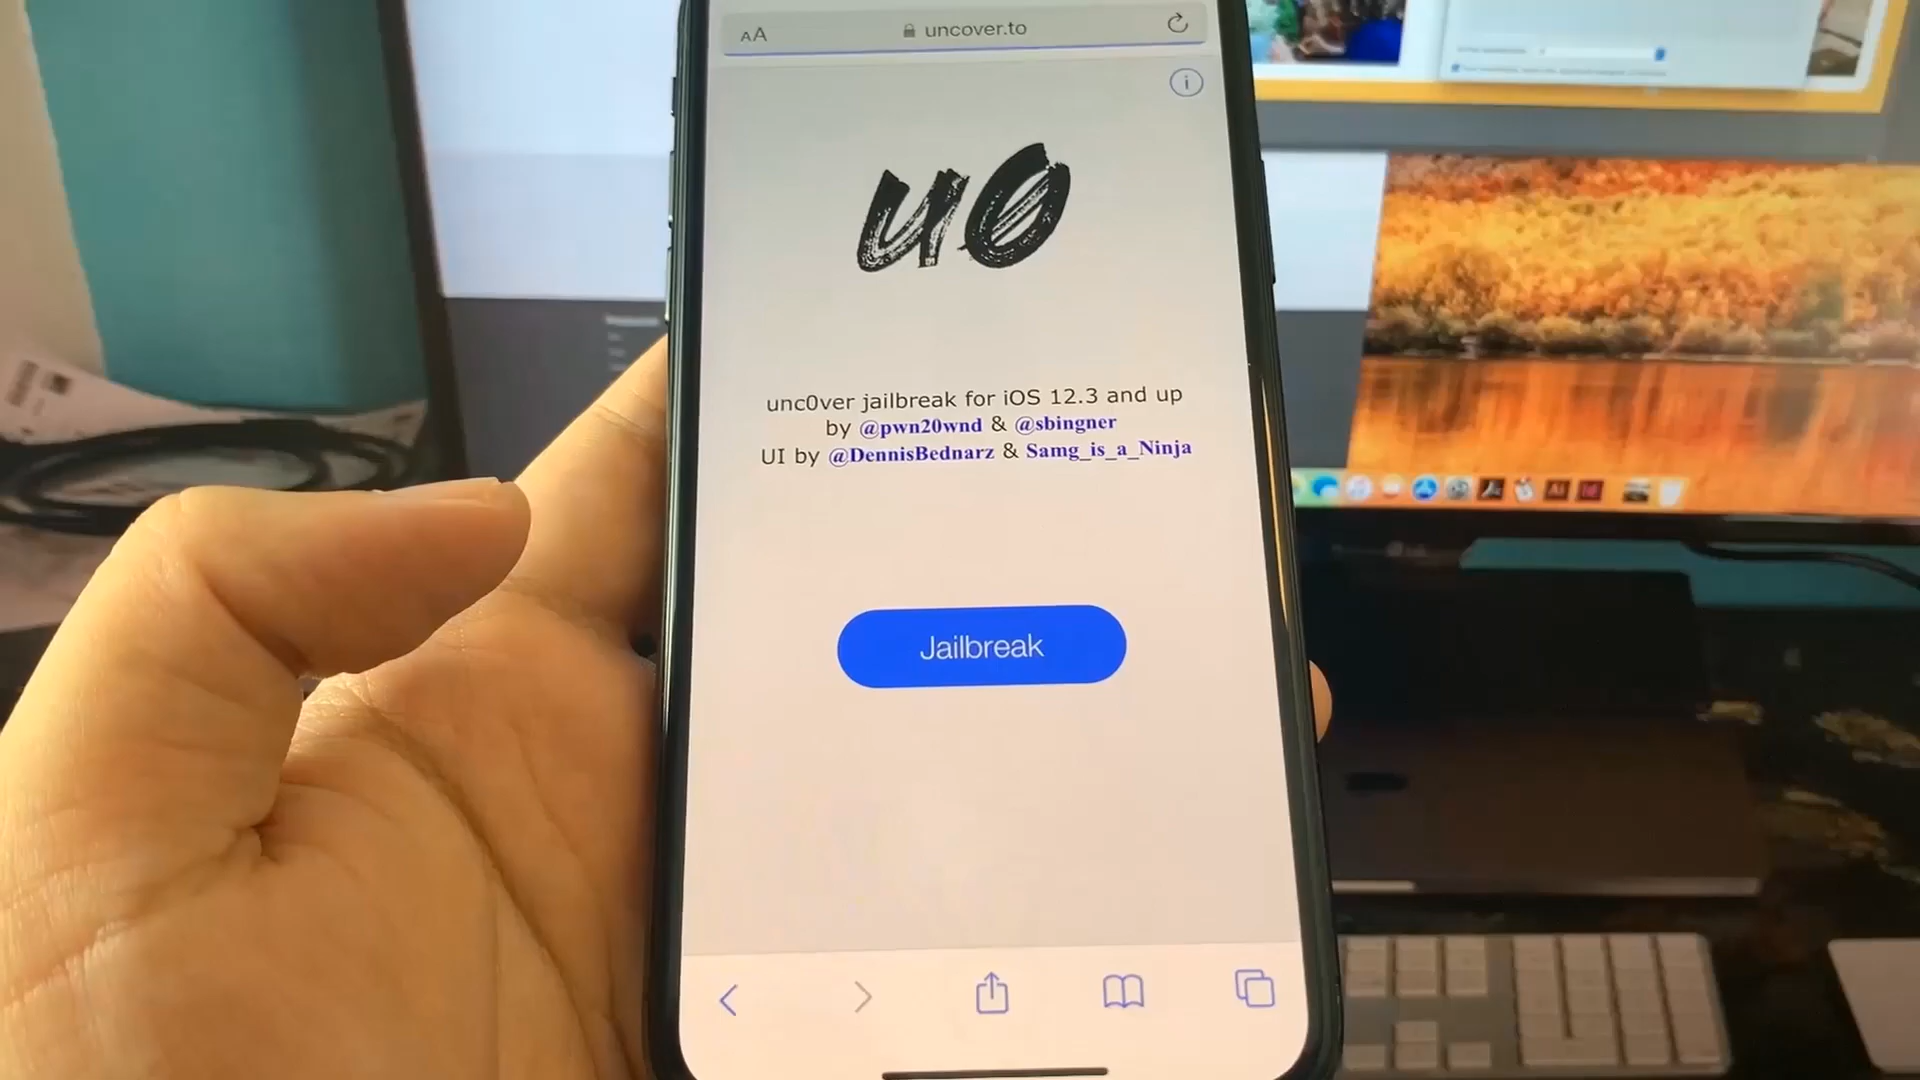 AA uncover.to
u0
unc0ver jailbreak for iOS 12.3 and up
by @pwn20wnd & @sbingner
UI by @DennisBednarz & Samg_is_a_Ninja
Jailbreak